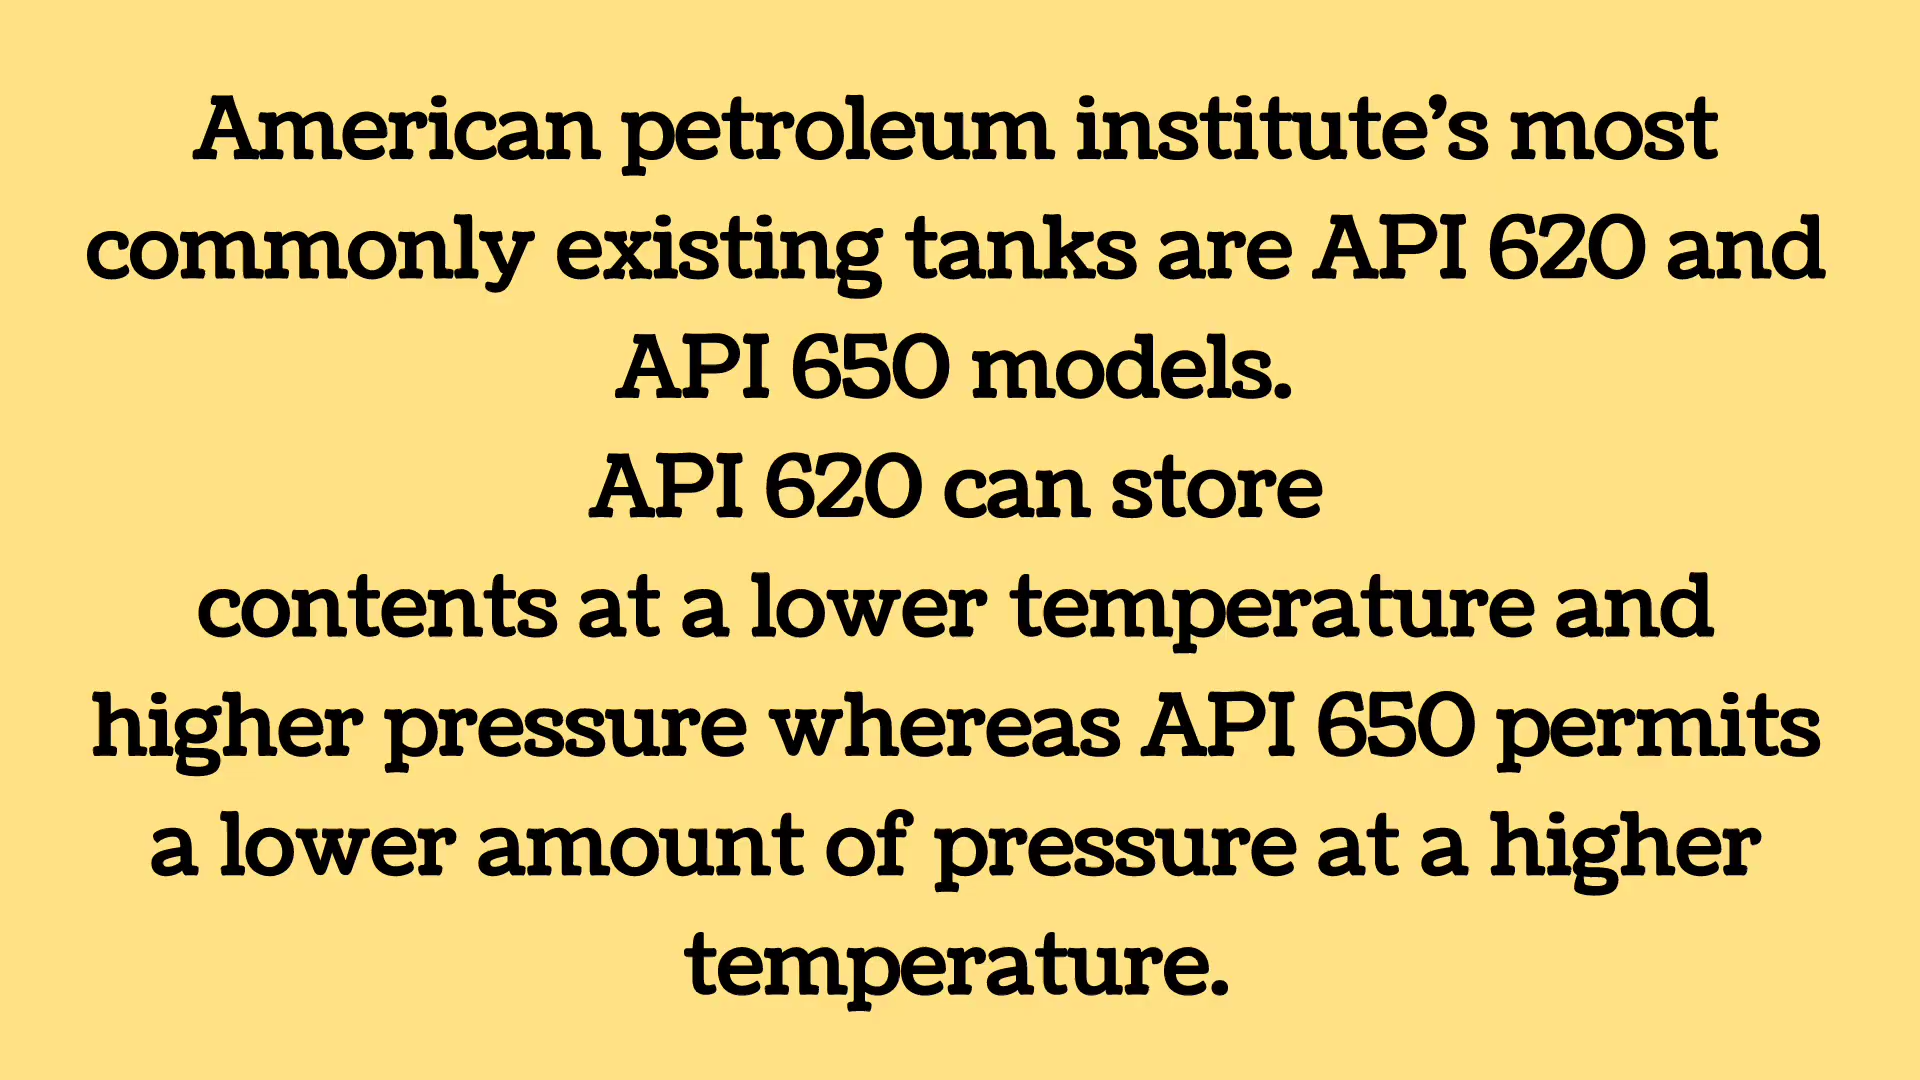 American petroleum institute’s most
commonly existing tanks are API 620 and
API 650 models.
API 620 can store
contents at a lower temperature and
higher pressure whereas API 650 permits
a lower amount of pressure at a higher
temperature.